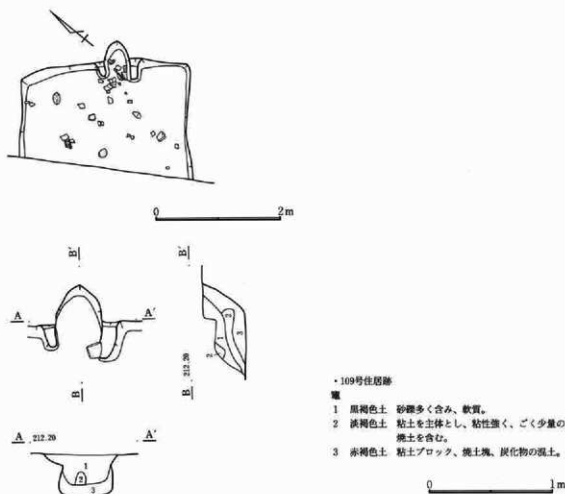 0 2m
B' B'
A A' 2 1 3 2
B B 212.20
A 212.20 A'
1 2 3
・109号住居跡
竈
1 黒褐色土 砂礫多く含み、軟質。
2 淡褐色土 粘土を主体とし、粘性強く、ごく少量の
焼土を含む。
3 赤褐色土 粘土ブロック、焼土塊、炭化物の混土。
0 1m